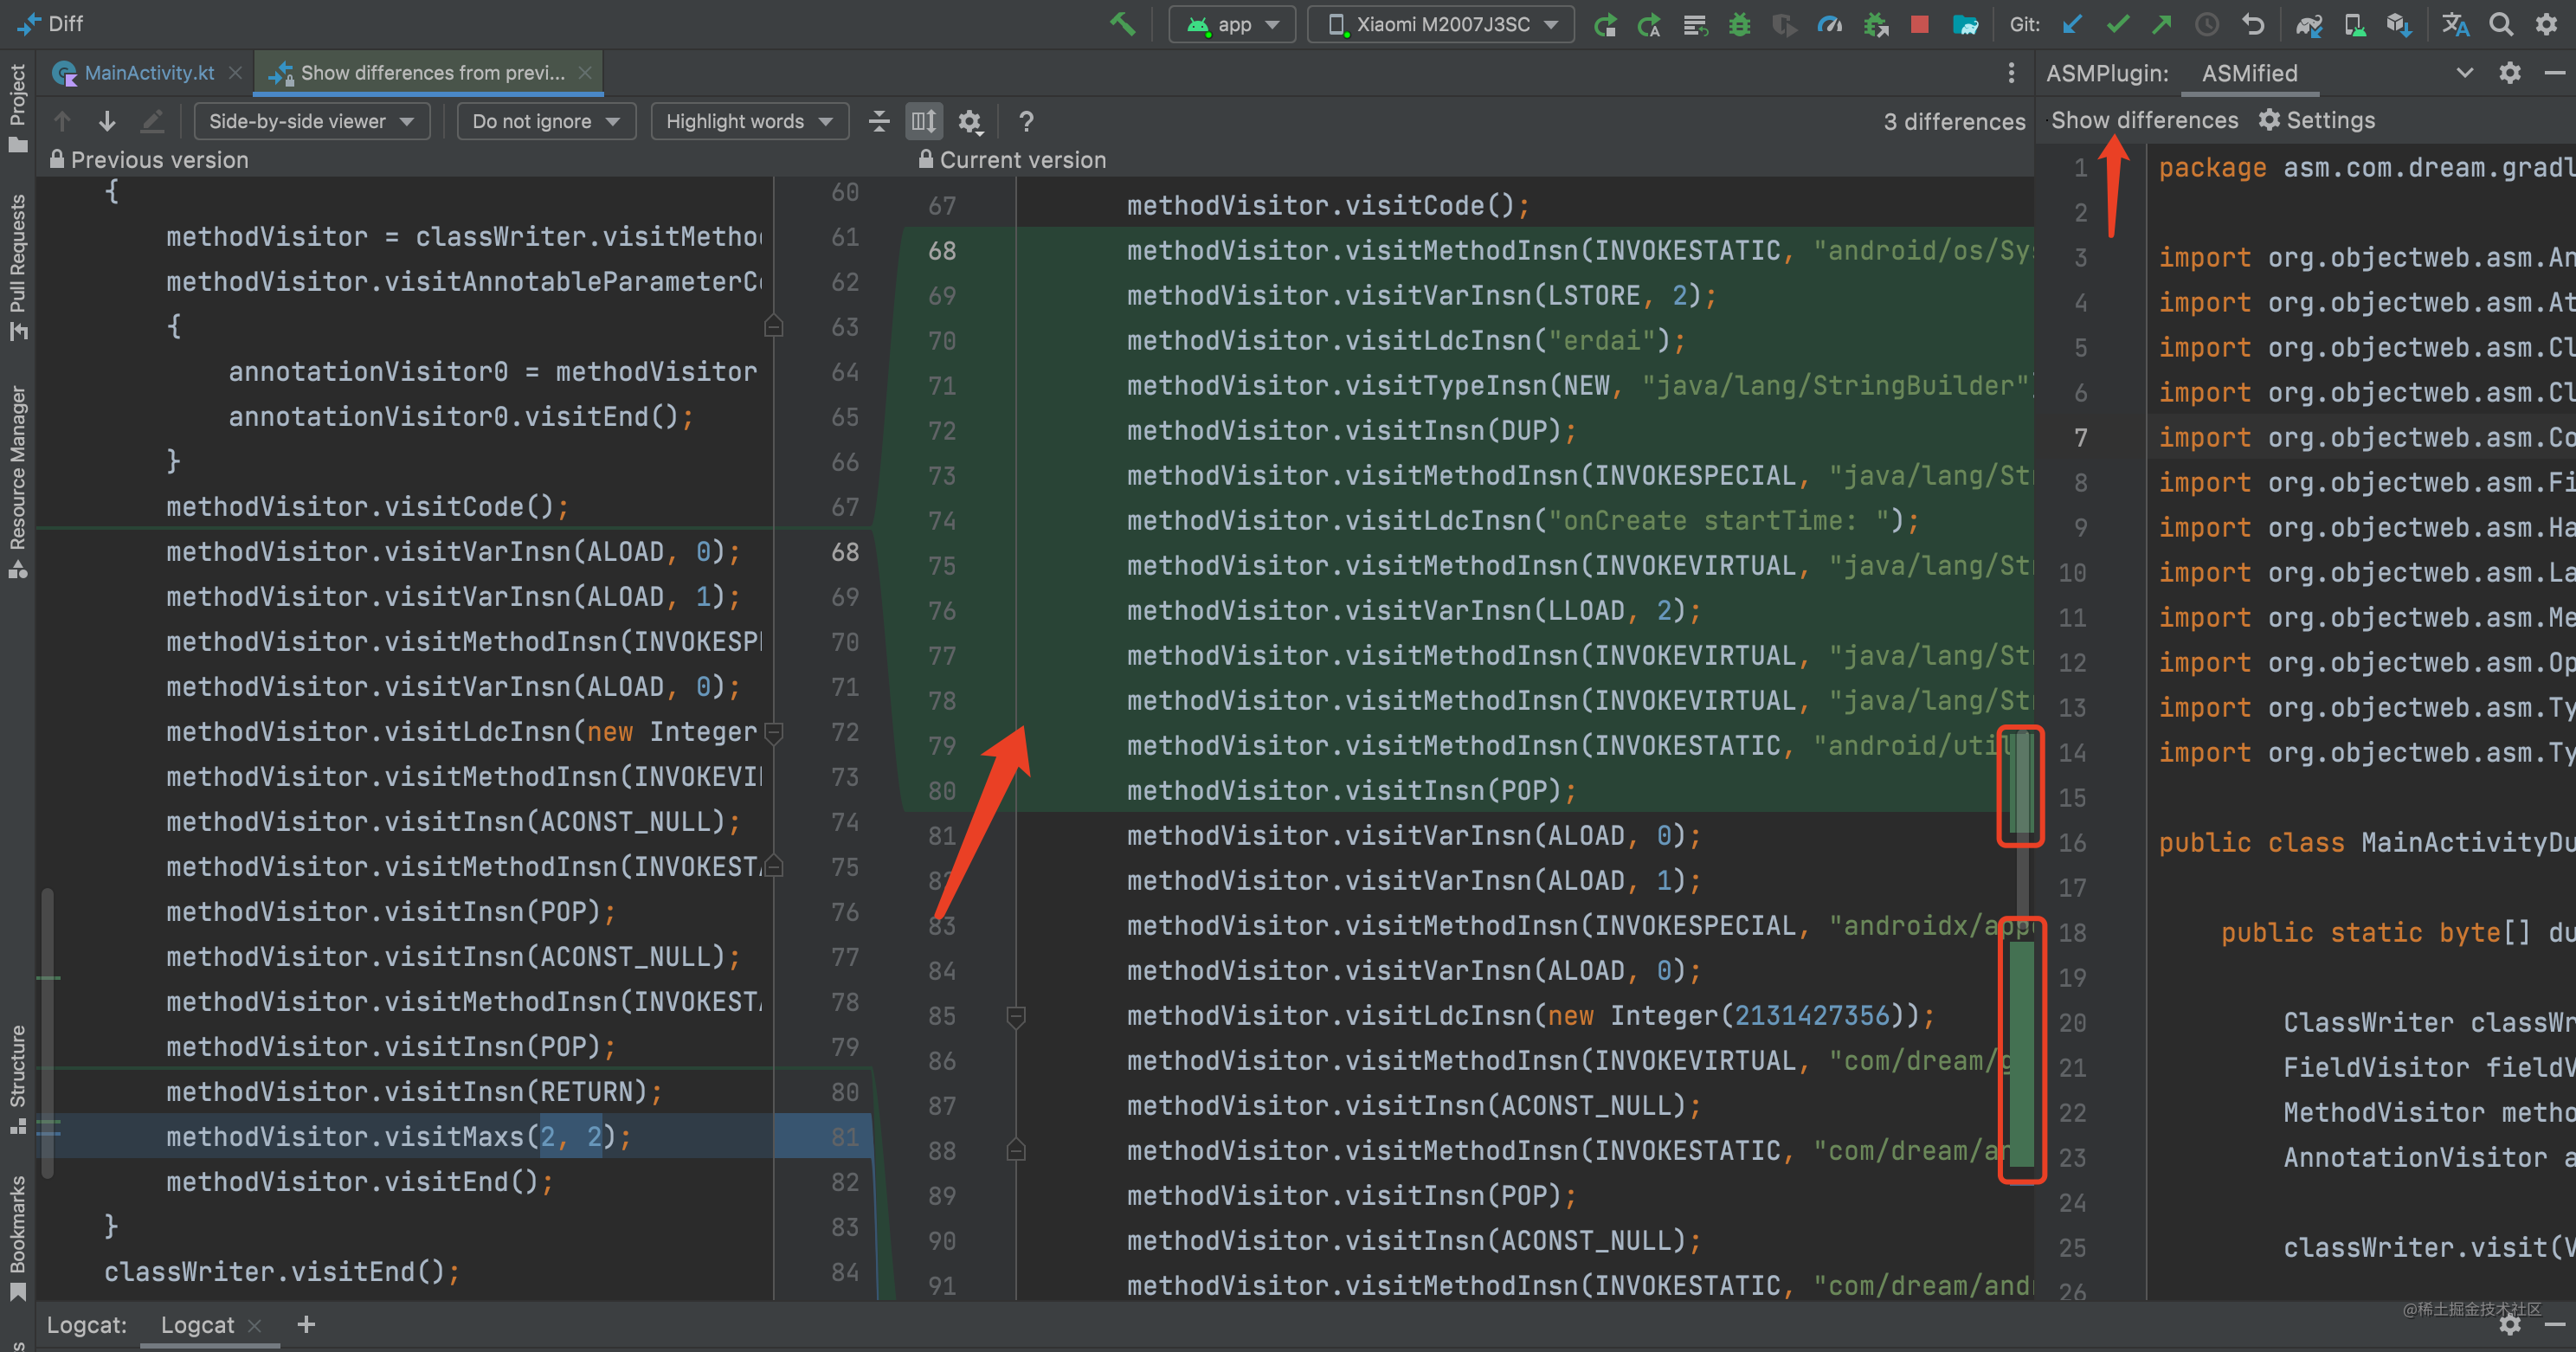 Diff
app
Xiaomi M2007J3SC
Git:
MainActivity.kt
Show differences from previ...
ASMPlugin:
ASMified
Side-by-side viewer
Do not ignore
Highlight words
?
3 differences
Show differences
Settings
Previous version
Current version
Project
Pull Requests
Resource Manager
Structure
Bookmarks
{
methodVisitor = classWriter.visitMetho
methodVisitor.visitAnnotableParameterC
{
annotationVisitor0 = methodVisitor
annotationVisitor0.visitEnd();
}
methodVisitor.visitCode();
methodVisitor.visitVarInsn(ALOAD, 0);
methodVisitor.visitVarInsn(ALOAD, 1);
methodVisitor.visitMethodInsn(INVOKESP
methodVisitor.visitVarInsn(ALOAD, 0);
methodVisitor.visitLdcInsn(new Integer
methodVisitor.visitMethodInsn(INVOKEVI
methodVisitor.visitInsn(ACONST_NULL);
methodVisitor.visitMethodInsn(INVOKEST
methodVisitor.visitInsn(POP);
methodVisitor.visitInsn(ACONST_NULL);
methodVisitor.visitMethodInsn(INVOKEST
methodVisitor.visitInsn(POP);
methodVisitor.visitInsn(RETURN);
methodVisitor.visitMaxs(2, 2);
methodVisitor.visitEnd();
}
classWriter.visitEnd();
60
61
62
63
64
65
66
67
68
69
70
71
72
73
74
75
76
77
78
79
80
81
82
83
84
67 methodVisitor.visitCode();
68 methodVisitor.visitMethodInsn(INVOKESTATIC, "android/os/Sy
69 methodVisitor.visitVarInsn(LSTORE, 2);
70 methodVisitor.visitLdcInsn("erdai");
71 methodVisitor.visitTypeInsn(NEW, "java/lang/StringBuilder"
72 methodVisitor.visitInsn(DUP);
73 methodVisitor.visitMethodInsn(INVOKESPECIAL, "java/lang/St
74 methodVisitor.visitLdcInsn("onCreate startTime: ");
75 methodVisitor.visitMethodInsn(INVOKEVIRTUAL, "java/lang/St
76 methodVisitor.visitVarInsn(LLOAD, 2);
77 methodVisitor.visitMethodInsn(INVOKEVIRTUAL, "java/lang/St
78 methodVisitor.visitMethodInsn(INVOKEVIRTUAL, "java/lang/St
79 methodVisitor.visitMethodInsn(INVOKESTATIC, "android/util
80 methodVisitor.visitInsn(POP);
81 methodVisitor.visitVarInsn(ALOAD, 0);
methodVisitor.visitVarInsn(ALOAD, 1);
83 methodVisitor.visitMethodInsn(INVOKESPECIAL, "androidx/app
84 methodVisitor.visitVarInsn(ALOAD, 0);
85 methodVisitor.visitLdcInsn(new Integer(2131427356));
86 methodVisitor.visitMethodInsn(INVOKEVIRTUAL, "com/dream/g
87 methodVisitor.visitInsn(ACONST_NULL);
88 methodVisitor.visitMethodInsn(INVOKESTATIC, "com/dream/an
89 methodVisitor.visitInsn(POP);
90 methodVisitor.visitInsn(ACONST_NULL);
91 methodVisitor.visitMethodInsn(INVOKESTATIC, "com/dream/and
1 package asm.com.dream.gradl
2
3 import org.objectweb.asm.An
4 import org.objectweb.asm.At
5 import org.objectweb.asm.Cl
6 import org.objectweb.asm.Cl
7 import org.objectweb.asm.Co
8 import org.objectweb.asm.Fi
9 import org.objectweb.asm.Ha
10 import org.objectweb.asm.La
11 import org.objectweb.asm.Me
12 import org.objectweb.asm.Op
13 import org.objectweb.asm.Ty
14 import org.objectweb.asm.Ty
15
16 public class MainActivityDu
17
18 public static byte[] du
19
20 ClassWriter classWr
21 FieldVisitor fieldV
22 MethodVisitor metho
23 AnnotationVisitor a
24
25 classWriter.visit(V
26
@稀土掘金技术社区
Logcat:
Logcat